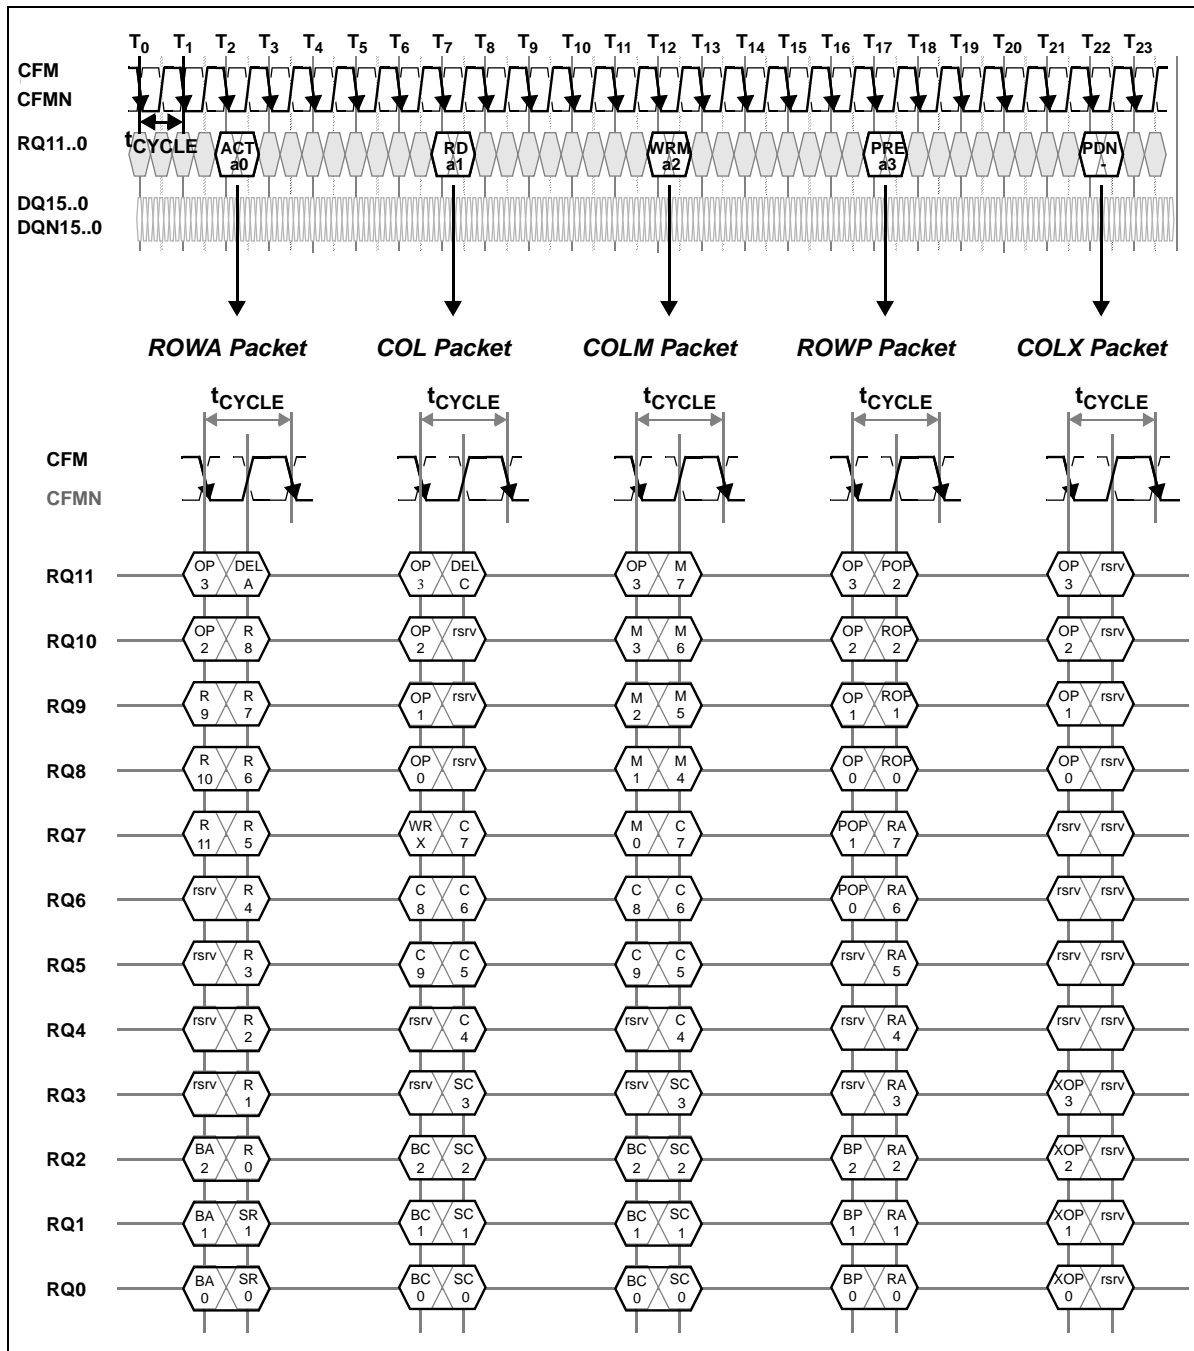 T0 T1 T2 T3 T4 T5 T6 T7 T8 T9 T10 T11 T12 T13 T14 T15 T16 T17 T18 T19 T20 T21 T22 T23
CFM
CFMN
RQ11..0
tCYCLE
ACT a0
RD a1
WRM a2
PRE a3
PDN -
DQ15..0
DQN15..0
ROWA Packet COL Packet COLM Packet ROWP Packet COLX Packet
tCYCLE tCYCLE tCYCLE tCYCLE tCYCLE
CFM
CFMN
RQ11 OP 3 DEL A OP 3 DEL C OP 3 M 7 OP 3 POP 2 OP 3 rsrv
RQ10 OP 2 R 8 OP 2 rsrv M 3 M 6 OP 2 ROP 2 OP 2 rsrv
RQ9 R 9 R 7 OP 1 rsrv M 2 M 5 OP 1 ROP 1 OP 1 rsrv
RQ8 R 10 R 6 OP 0 rsrv M 1 M 4 OP 0 ROP 0 OP 0 rsrv
RQ7 R 11 R 5 WR X C 7 M 0 C 7 POP 1 RA 7 rsrv rsrv
RQ6 rsrv R 4 C 8 C 6 C 8 C 6 POP 0 RA 6 rsrv rsrv
RQ5 rsrv R 3 C 9 C 5 C 9 C 5 rsrv RA 5 rsrv rsrv
RQ4 rsrv R 2 rsrv C 4 rsrv C 4 rsrv RA 4 rsrv rsrv
RQ3 rsrv R 1 rsrv SC 3 rsrv SC 3 rsrv RA 3 XOP 3 rsrv
RQ2 BA 2 R 0 BC 2 SC 2 BC 2 SC 2 BP 2 RA 2 XOP 2 rsrv
RQ1 BA 1 SR 1 BC 1 SC 1 BC 1 SC 1 BP 1 RA 1 XOP 1 rsrv
RQ0 BA 0 SR 0 BC 0 SC 0 BC 0 SC 0 BP 0 RA 0 XOP 0 rsrv